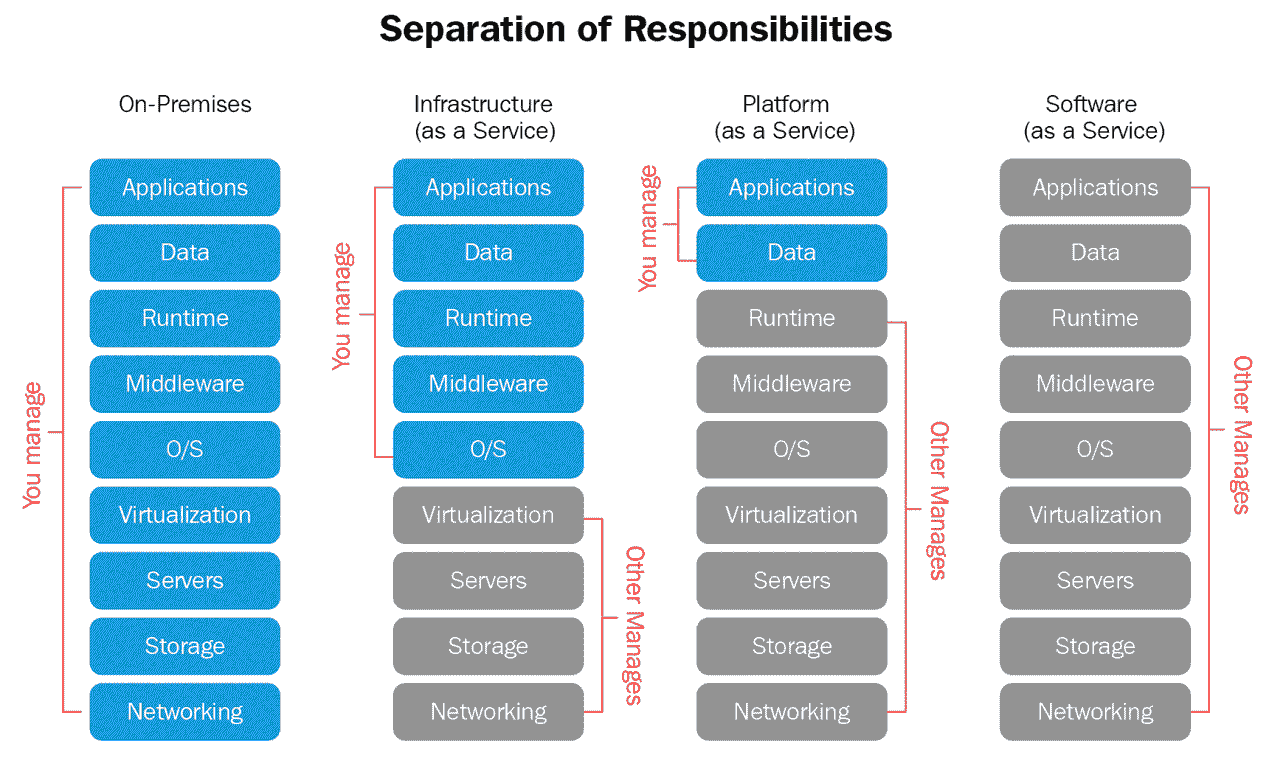 Separation of Responsibilities
On-Premises
Applications
Data
Runtime
Middleware
O/S
Virtualization
Servers
Storage
Networking
You manage
Infrastructure
(as a Service)
Applications
Data
Runtime
Middleware
O/S
Virtualization
Servers
Storage
Networking
You manage
Other Manages
Platform
(as a Service)
Applications
Data
Runtime
Middleware
O/S
Virtualization
Servers
Storage
Networking
You manage
Other Manages
Software
(as a Service)
Applications
Data
Runtime
Middleware
O/S
Virtualization
Servers
Storage
Networking
Other Manages